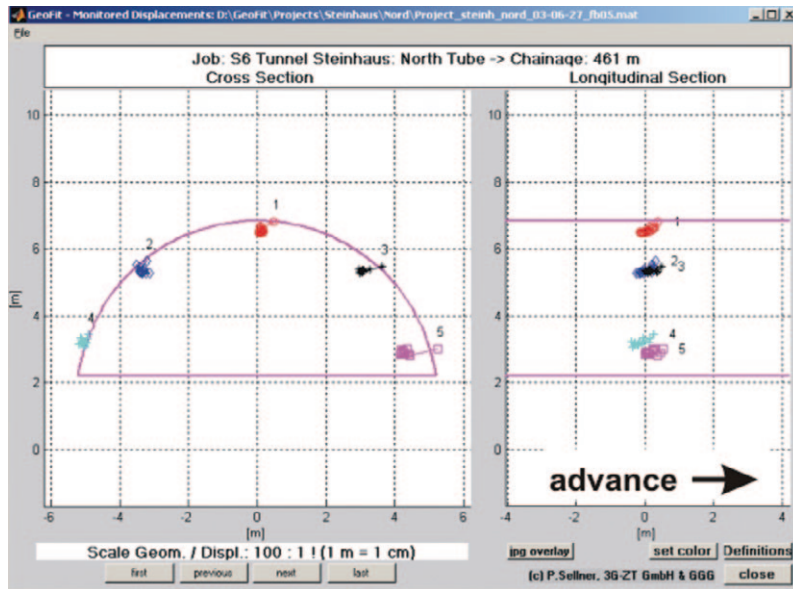 GeoFit - Monitored Displacements: D:\GeoFit\Projects\Steinhaus\Nord\Project_steinh_nord_03-06-27_fb05.mat
File
Job: S6 Tunnel Steinhaus: North Tube -> Chainage: 461 m
Cross Section Longitudinal Section
10 10
8 8
1 1
6 2 3 6 2 3
[m]
4 4 5 4 4 5
2 2
0 0
advance
-6 -4 -2 0 2 4 6 -4 -2 0 2 4
[m] [m]
Scale Geom. / Displ.: 100 : 1 ! (1 m = 1 cm)
jpg overlay set color Definitions
first previous next last
(c) P.Sellner, 3G-ZT GmbH & GGG close